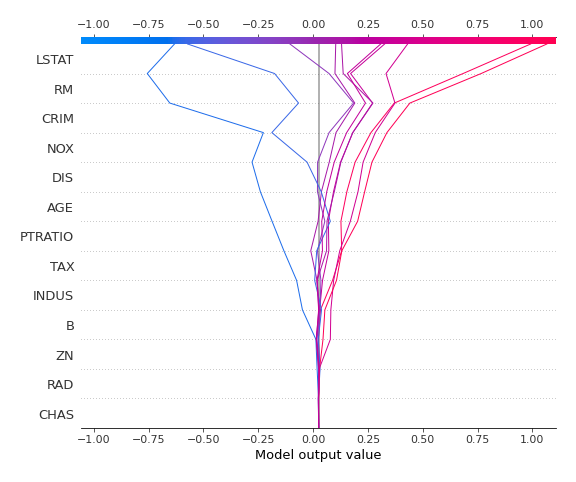 −1.00 −0.75 −0.50 −0.25 0.00 0.25 0.50 0.75 1.00
LSTAT
RM
CRIM
NOX
DIS
AGE
PTRATIO
TAX
INDUS
B
ZN
RAD
CHAS
−1.00 −0.75 −0.50 −0.25 0.00 0.25 0.50 0.75 1.00
Model output value